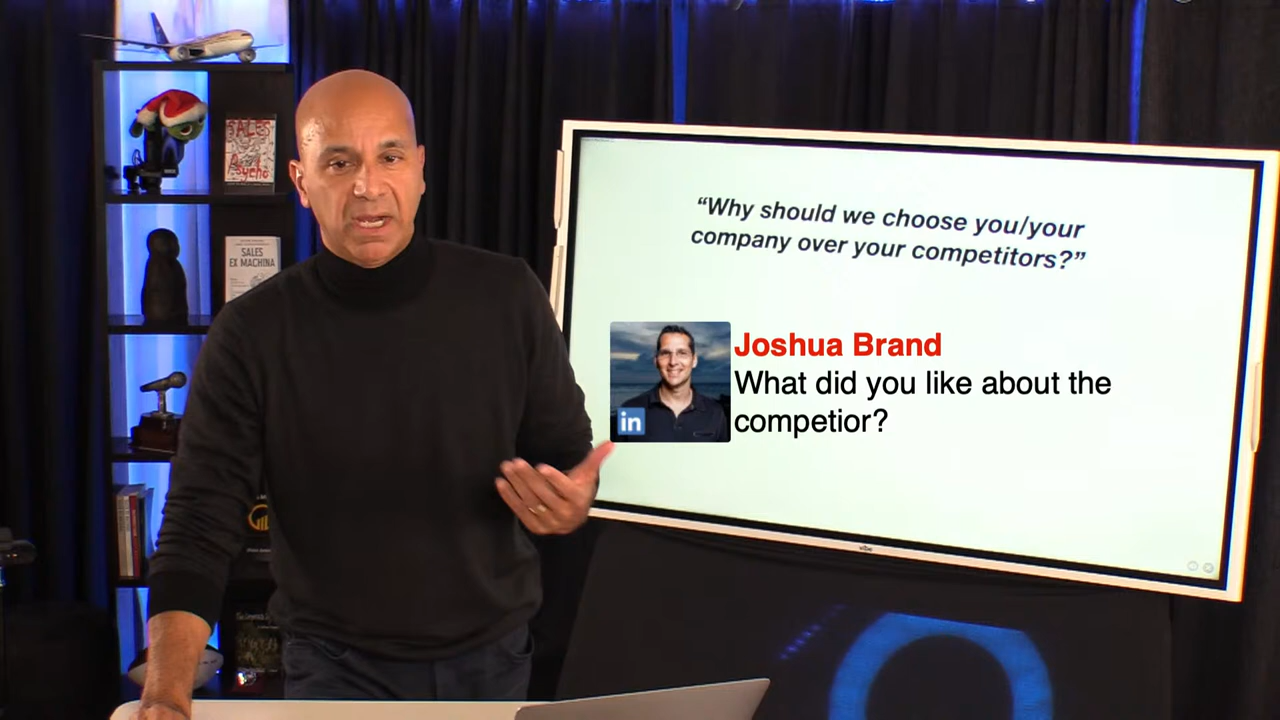 SALES
Psycho
SALES
EX MACHINA
“Why should we choose you/your
company over your competitors?”
Joshua Brand
What did you like about the
competior?
in
vibe